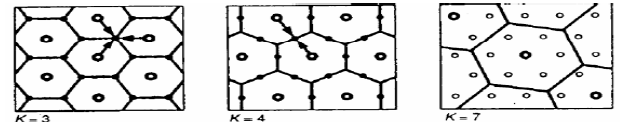 K = 3
K = 4
K = 7